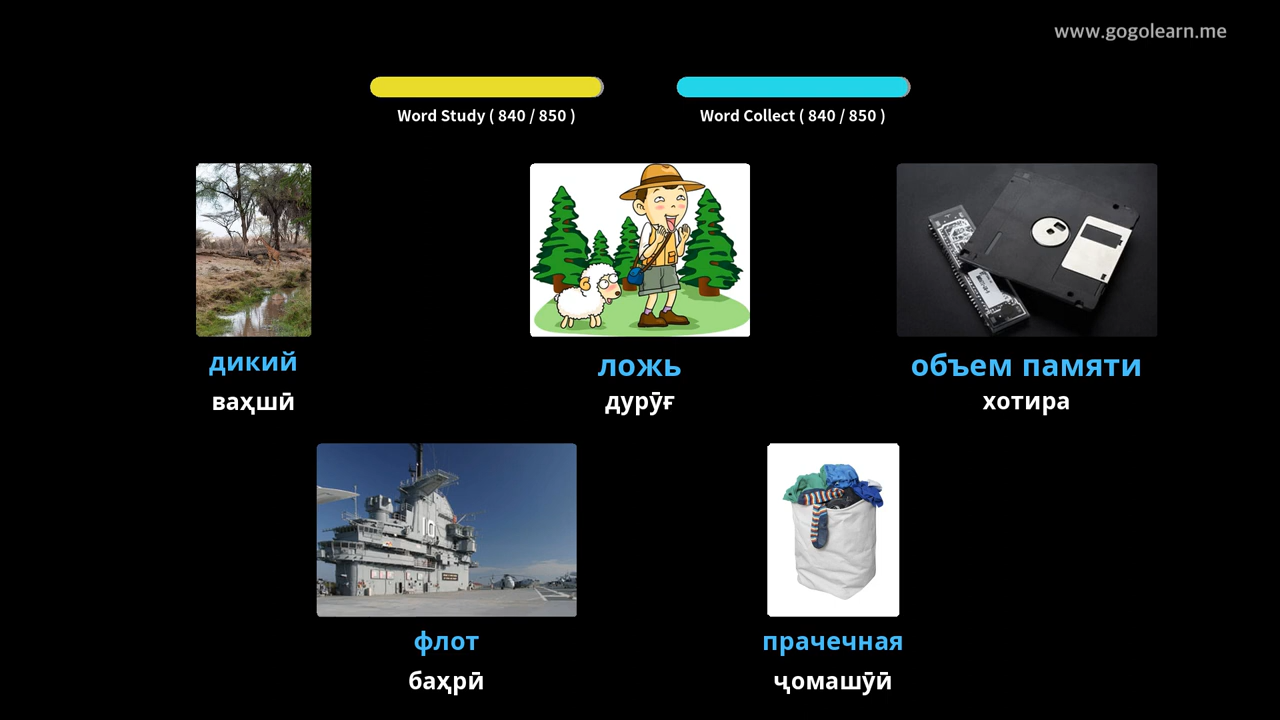 www.gogolearn.me
Word Study ( 840 / 850 )
Word Collect ( 840 / 850 )
дикий
ваҳшӣ
ложь
дурӯғ
объем памяти
хотира
10
флот
баҳрӣ
прачечная
ҷомашӯӣ